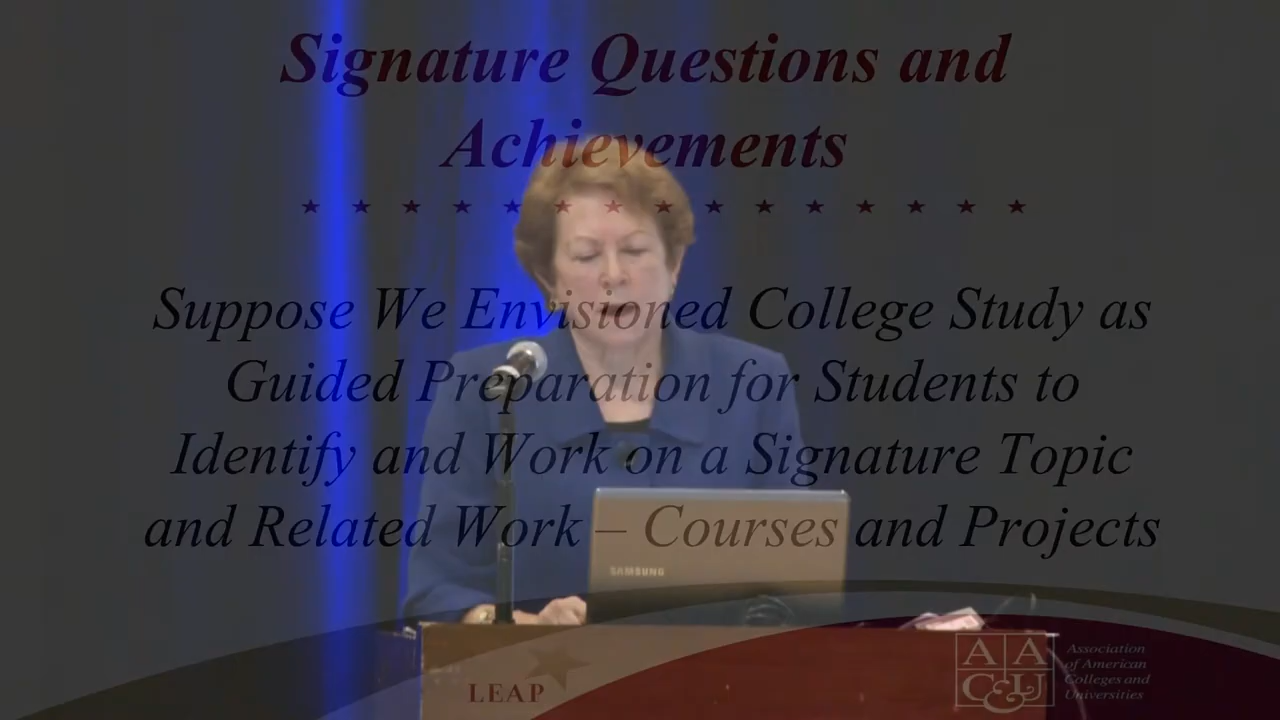 Signature Questions and
Achievements
Suppose We Envisioned College Study as
Guided Preparation for Students to
Identify and Work on a Signature Topic
and Related Work – Courses and Projects
SAMSUNG
LEAP
AAC&U
Association
of American
Colleges and
Universities